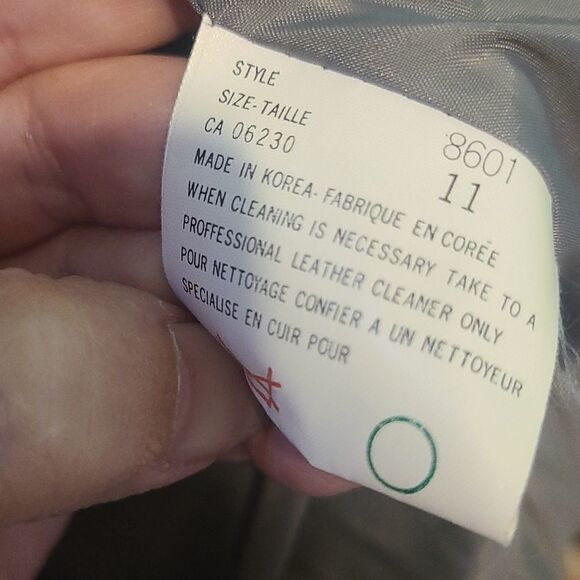 STYLE 8601
SIZE-TAILLE 11
CA 06230
MADE IN KOREA- FABRIQUE EN CORÉE
WHEN CLEANING IS NECESSARY TAKE TO A
PROFFESSIONAL LEATHER CLEANER ONLY
POUR NETTOYAGE CONFIER A UN NETTOYEUR
SPECIALISE EN CUIR POUR